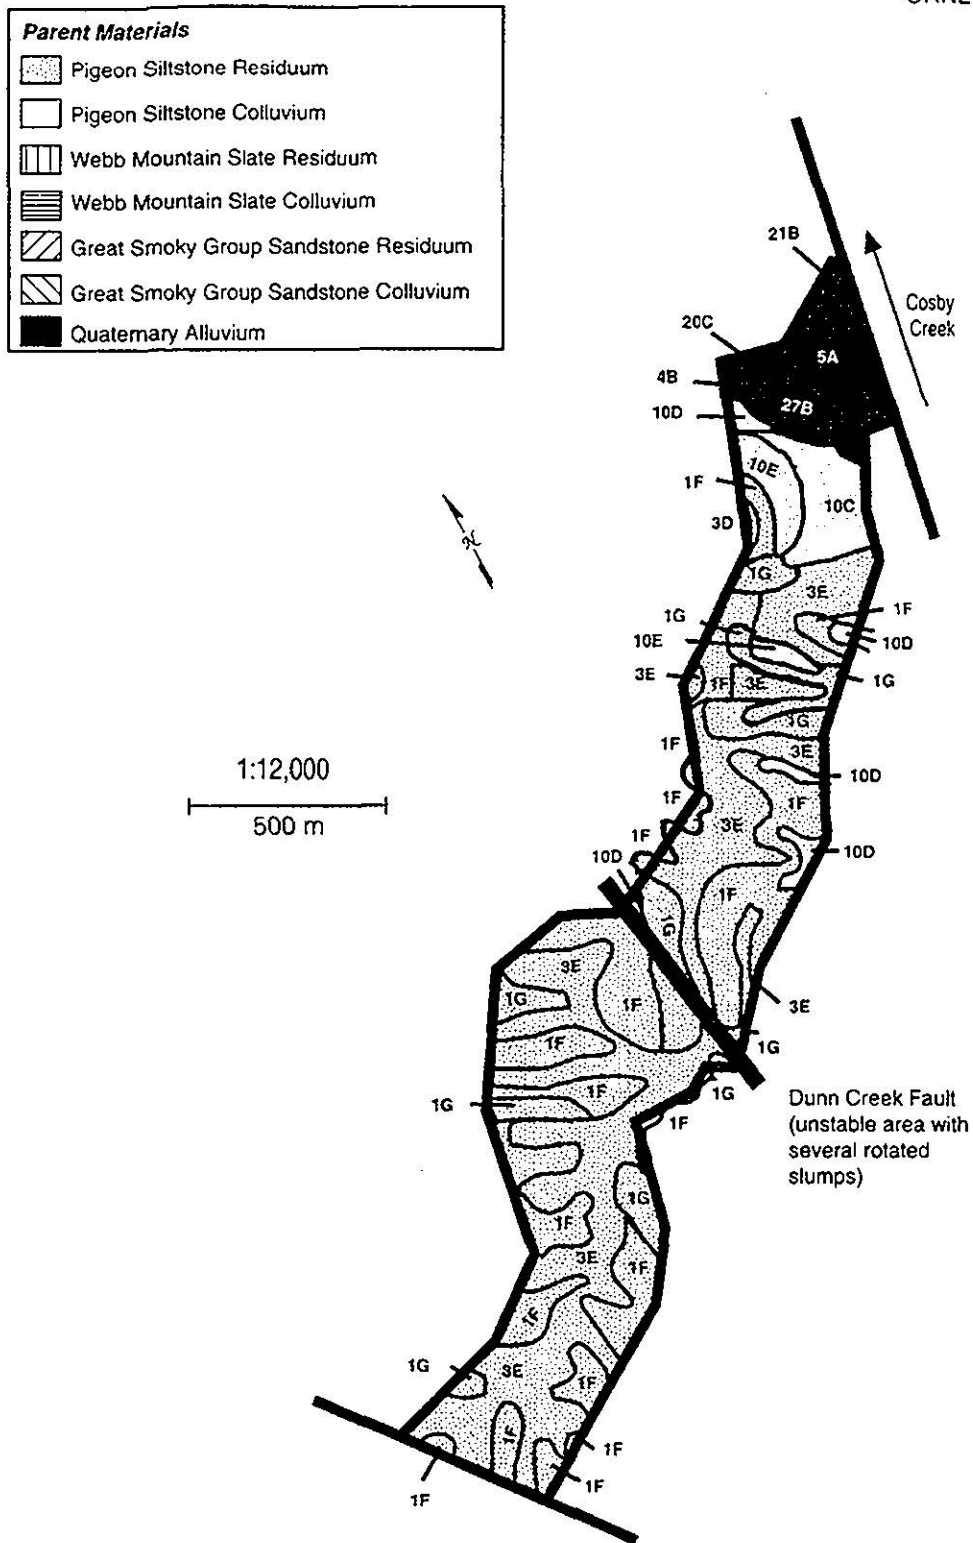 Parent Materials
Pigeon Siltstone Residuum
Pigeon Siltstone Colluvium
Webb Mountain Slate Residuum
Webb Mountain Slate Colluvium
Great Smoky Group Sandstone Residuum
Great Smoky Group Sandstone Colluvium
Quaternary Alluvium
21B
Cosby
Creek
20C
5A
4B
27B
10D
10E
1F
10C
3D
1G
3E
1F
1G
10E
10D
3E
1F
3E
1G
1G
1F
3E
10D
1:12,000
500 m
1F
1F
3E
1F
10D
10D
1F
1G
N
3E
1G
1F
3E
1F
1G
1G
1F
1G
1F
Dunn Creek Fault
(unstable area with
several rotated
slumps)
1G
1F
3E
1F
1F
1G
3E
1F
1F
1F
1F
1F